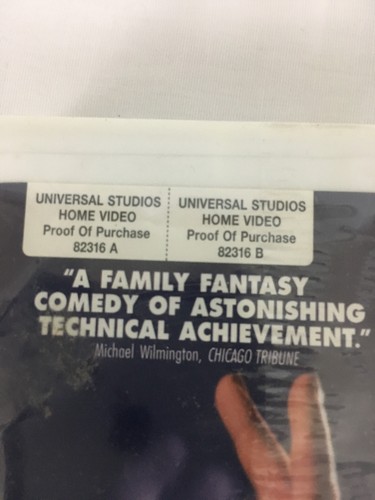 UNIVERSAL STUDIOS
HOME VIDEO
Proof Of Purchase
82316 A
UNIVERSAL STUDIOS
HOME VIDEO
Proof Of Purchase
82316 B
"A FAMILY FANTASY
COMEDY OF ASTONISHING
TECHNICAL ACHIEVEMENT."
Michael Wilmington, CHICAGO TRIBUNE